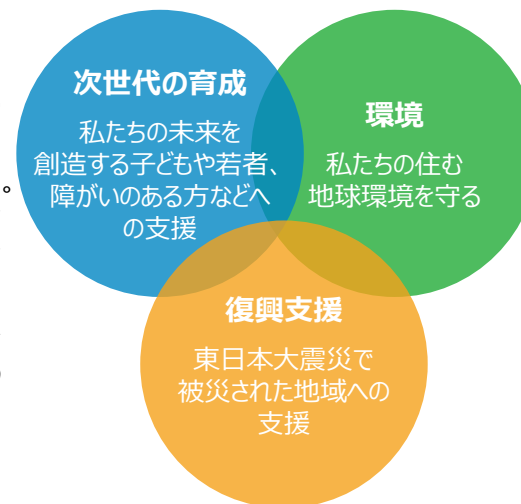 次世代の育成
私たちの未来を
創造する子どもや若者、
障がいのある方などへ
の支援
環境
私たちの住む
地球環境を守る
復興支援
東日本大震災で
被災された地域への
支援
。